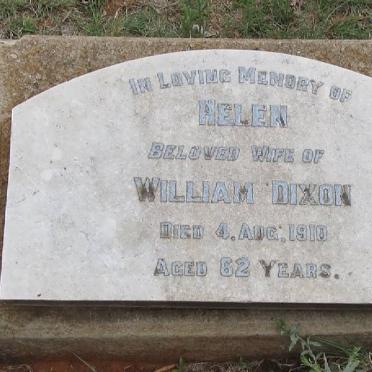 In Loving Memory of
HELEN
Beloved Wife of
WILLIAM DIXON
Died 4, Aug, 1910
Aged 62 Years.